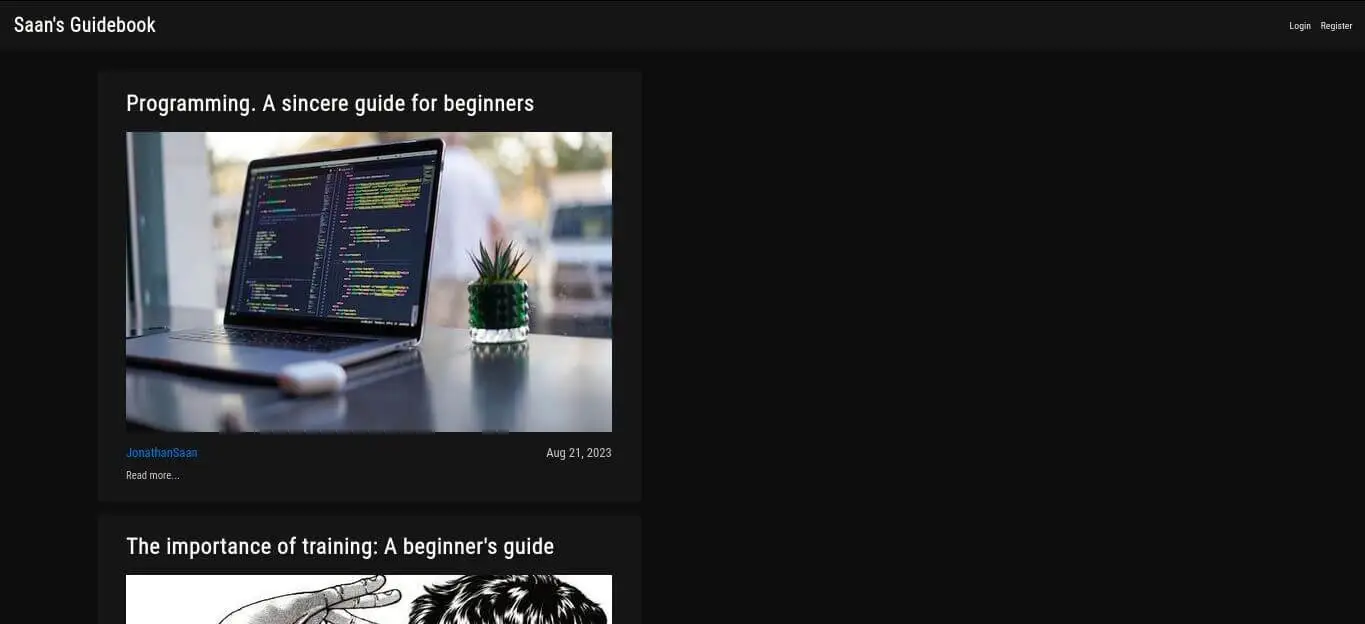 Saan's Guidebook
Login Register
Programming. A sincere guide for beginners
JonathanSaan Aug 21, 2023
Read more...
The importance of training: A beginner's guide